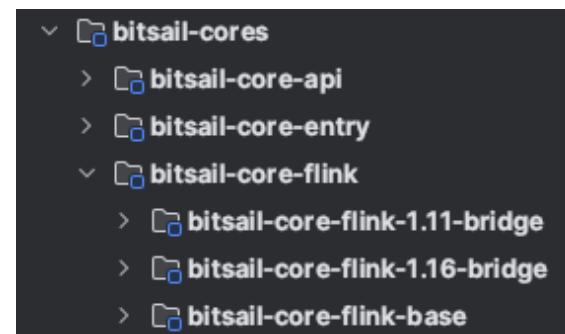 bitsail-cores
bitsail-core-api
bitsail-core-entry
bitsail-core-flink
bitsail-core-flink-1.11-bridge
bitsail-core-flink-1.16-bridge
bitsail-core-flink-base